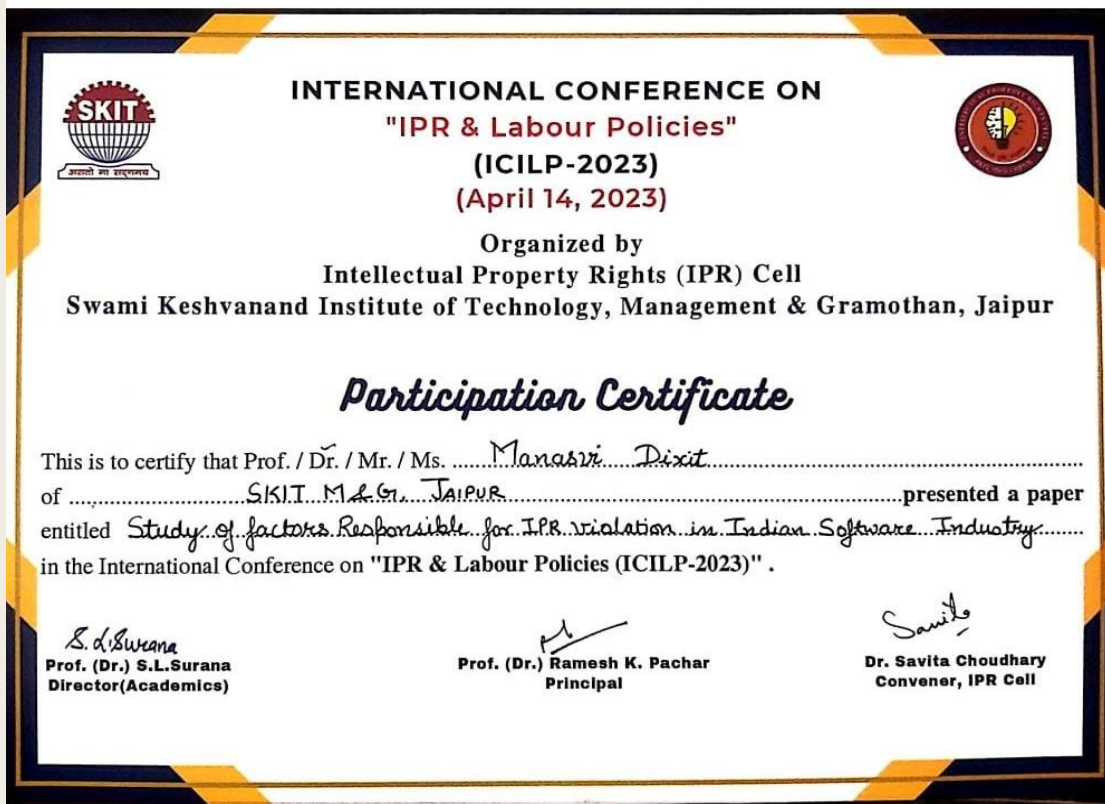 SKIT
असतो मा सद्गमय
INTERNATIONAL CONFERENCE ON
"IPR & Labour Policies"
(ICILP-2023)
(April 14, 2023)
Organized by
Intellectual Property Rights (IPR) Cell
Swami Keshvanand Institute of Technology, Management & Gramothan, Jaipur
Participation Certificate
This is to certify that Prof. / Dr. / Mr. / Ms. Manasvi Dixit
of SKIT M&G, JAIPUR presented a paper
entitled Study of factors Responsible for IPR violation in Indian Software Industry
in the International Conference on "IPR & Labour Policies (ICILP-2023)" .
S.L.Surana
Prof. (Dr.) S.L.Surana
Director(Academics)
Prof. (Dr.) Ramesh K. Pachar
Principal
Savita
Dr. Savita Choudhary
Convener, IPR Cell